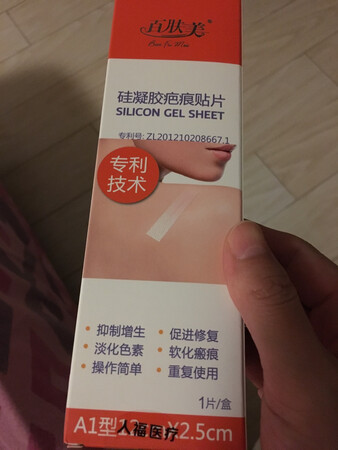 百肤美
硅凝胶疤痕贴片
SILICON GEL SHEET
专利号: ZL201210208667.1
专利
技术
•抑制增生 •促进修复
•淡化色素 •软化瘢痕
•操作简单 •重复使用
1片/盒
人福医疗
A1型12 X2.5cm